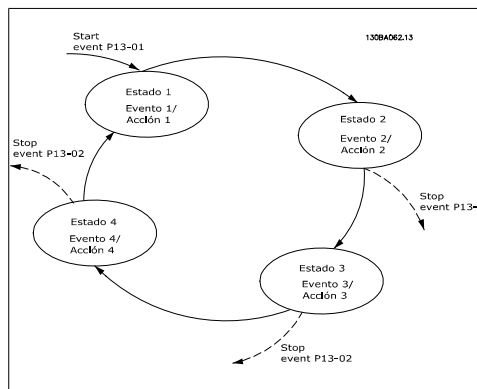 Start
event P13-01
130BA062.13
Estado 1
Evento 1/
Acción 1
Estado 2
Evento 2/
Acción 2
Stop
event P13-02
Stop
event P13-
Estado 4
Evento 4/
Acción 4
Estado 3
Evento 3/
Acción 3
Stop
event P13-02